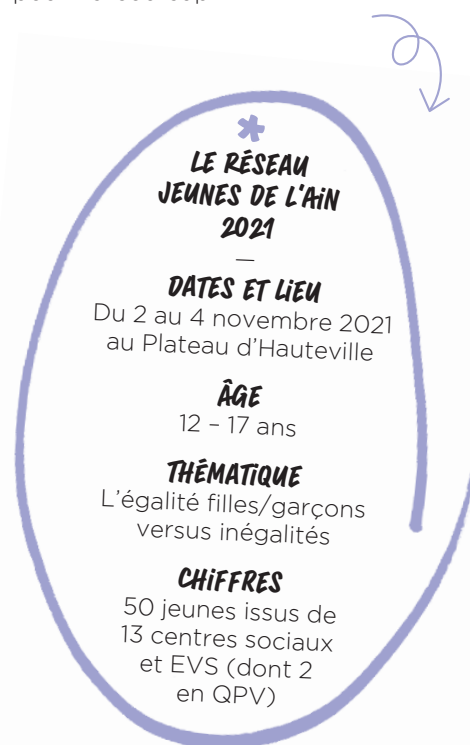 *
LE RÉSEAU
JEUNES DE L'AiN
2021
—
DATES ET LiEU
Du 2 au 4 novembre 2021
au Plateau d'Hauteville
ÂGE
12 – 17 ans
THÉMATiQUE
L'égalité filles/garçons
versus inégalités
CHiFFRES
50 jeunes issus de
13 centres sociaux
et EVS (dont 2
en QPV)